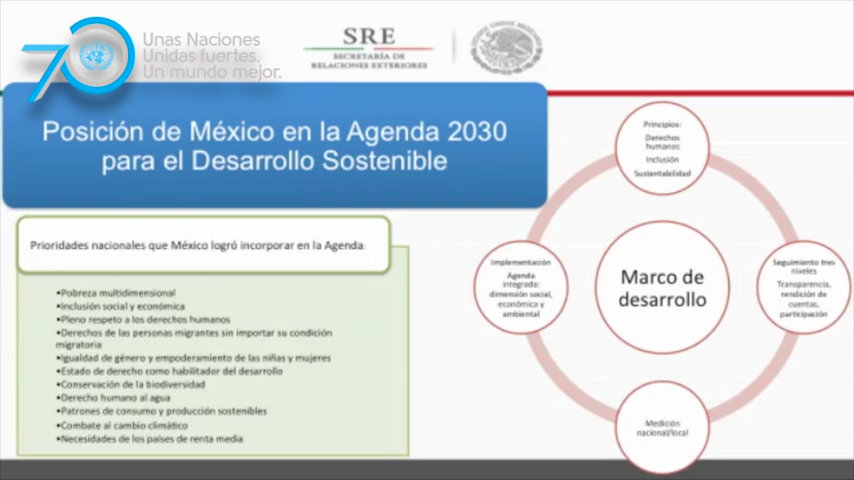 70
Unas Naciones
Unidas fuertes.
Un mundo mejor.
SRE
SECRETARÍA DE
RELACIONES EXTERIORES
Posición de México en la Agenda 2030
para el Desarrollo Sostenible
Prioridades nacionales que México logró incorporar en la Agenda:
•Pobreza multidimensional
•Inclusión social y económica
•Pleno respeto a los derechos humanos
•Derechos de las personas migrantes sin importar su condición
migratoria
•Igualdad de género y empoderamiento de las niñas y mujeres
•Estado de derecho como habilitador del desarrollo
•Conservación de la biodiversidad
•Derecho humano al agua
•Patrones de consumo y producción sostenibles
•Combate al cambio climático
•Necesidades de los países de renta media
Principios:
Derechos
humanos
Inclusión
Sustentabilidad
Implementación
Agenda
integrada:
dimensión social,
económica y
ambiental
Marco de
desarrollo
Seguimiento tres
niveles
Transparencia,
rendición de
cuentas,
participación
Medición
nacional/local